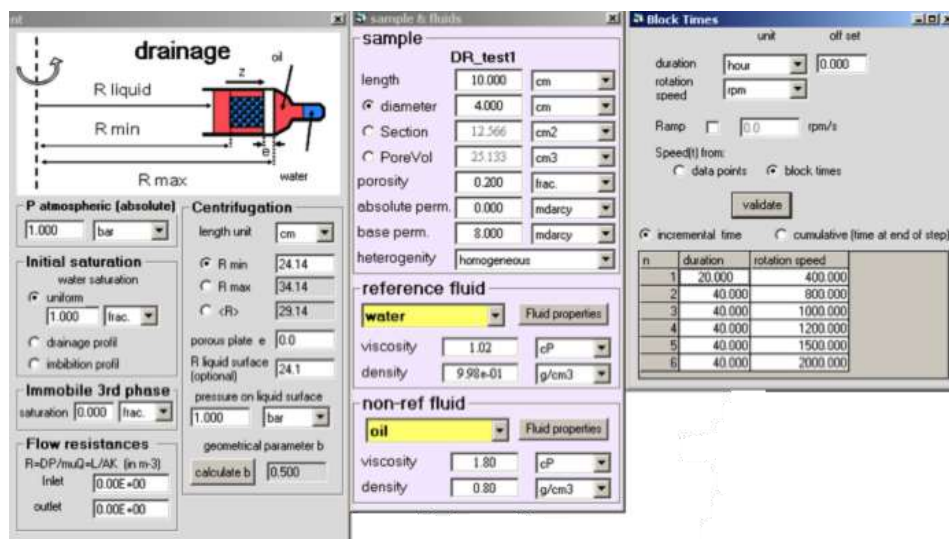 nt
drainage
oil
z
R liquid
R min
e
R max
water
P atmospheric (absolute)
1.000 bar
Initial saturation
water saturation
uniform
1.000 frac.
drainage profil
imbibition profil
Immobile 3rd phase
saturation 0.000 frac.
Flow resistances
R=DP/muQ=L/AK (in m-3)
Inlet 0.00E+00
outlet 0.00E+00
Centrifugation
length unit cm
R min 24.14
R max 34.14
<R> 29.14
porous plate e 0.0
R liquid surface
(optional) 24.1
pressure on liquid surface
1.000 bar
geometrical parameter b
calculate b 0.500
sample & fluids
sample
DR_test1
length 10.000 cm
diameter 4.000 cm
Section 12.566 cm2
PoreVol 25.133 cm3
porosity 0.200 frac.
absolute perm. 0.000 mdarcy
base perm. 8.000 mdarcy
heterogenity homogeneous
reference fluid
water Fluid properties
viscosity 1.02 cP
density 9.98e-01 g/cm3
non-ref fluid
oil Fluid properties
viscosity 1.80 cP
density 0.80 g/cm3
Block Times
unit off set
duration hour 0.000
rotation
speed rpm
Ramp 0.0 rpm/s
Speed(t) from:
data points block times
validate
incremental time cumulative (time at end of step)
n duration rotation speed
1 20.000 400.000
2 40.000 800.000
3 40.000 1000.000
4 40.000 1200.000
5 40.000 1500.000
6 40.000 2000.000